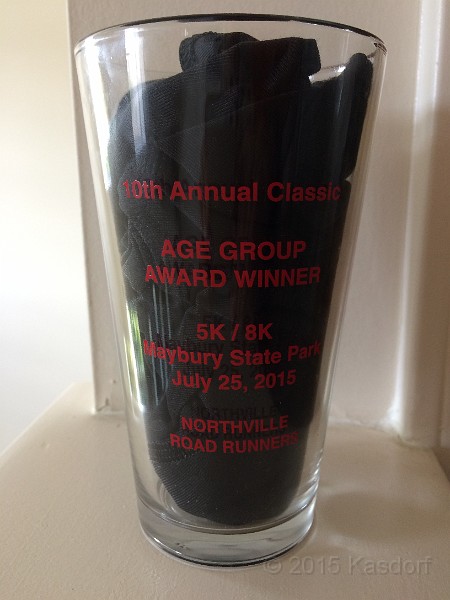 10th Annual Classic
AGE GROUP
AWARD WINNER
5K / 8K
Maybury State Park
July 25, 2015
NORTHVILLE
ROAD RUNNERS
© 2015 Kasdorf